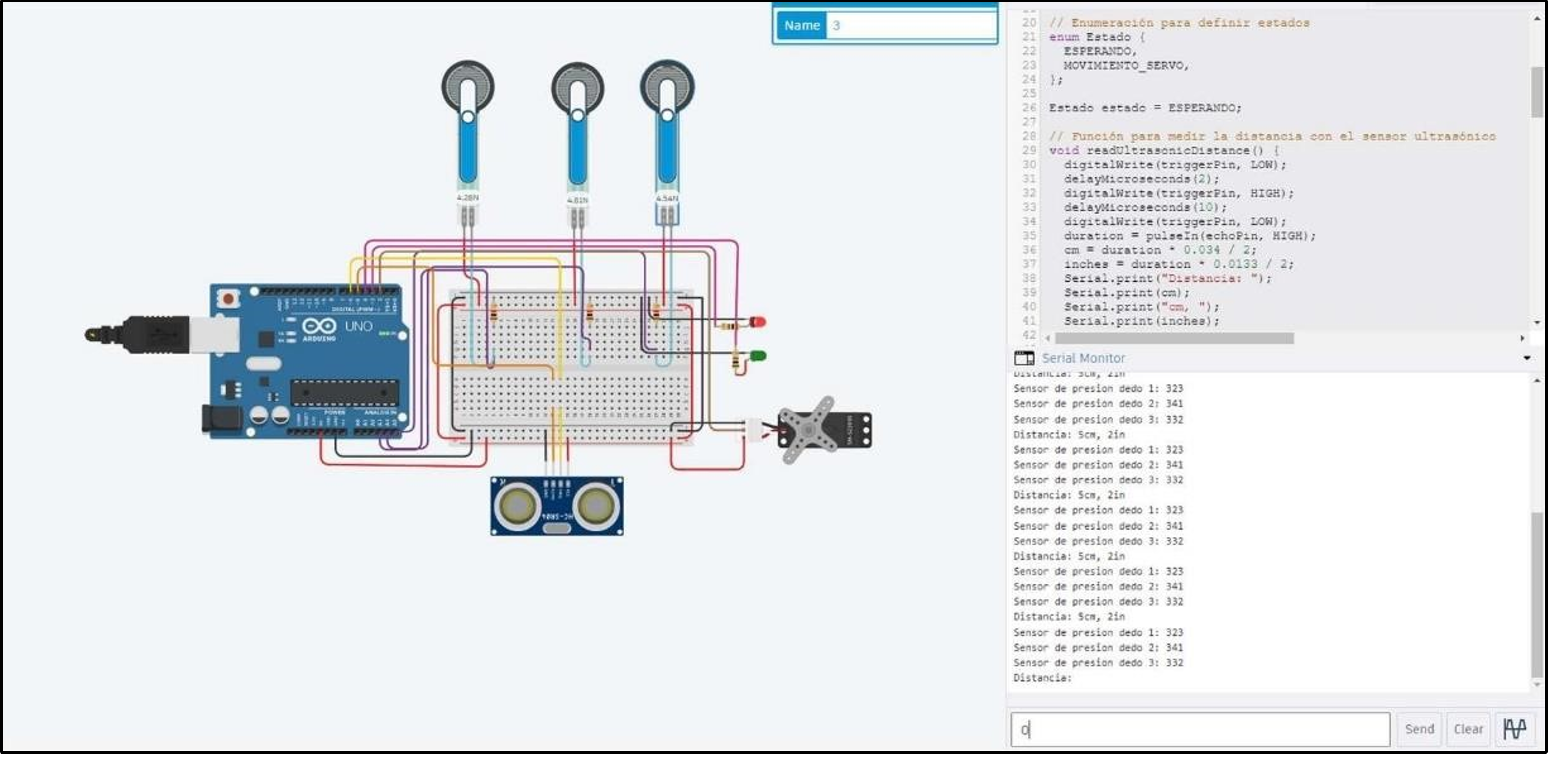 Name 3
4.28N
4.81N
4.54N
DIGITAL (PWM~)
UNO
ARDUINO
POWER
ANALOG IN
HC-SR04
20 // Enumeración para definir estados
21 enum Estado {
22 ESPERANDO,
23 MOVIMIENTO_SERVO,
24 };
25
26 Estado estado = ESPERANDO;
27
28 // Función para medir la distancia con el sensor ultrasónico
29 void readUltrasonicDistance() {
30 digitalWrite(triggerPin, LOW);
31 delayMicroseconds(2);
32 digitalWrite(triggerPin, HIGH);
33 delayMicroseconds(10);
34 digitalWrite(triggerPin, LOW);
35 duration = pulseIn(echoPin, HIGH);
36 cm = duration * 0.034 / 2;
37 inches = duration * 0.0133 / 2;
38 Serial.print("Distancia: ");
39 Serial.print(cm);
40 Serial.print("cm, ");
41 Serial.print(inches);
42
Serial Monitor
Distancia: 5cm, 2in
Sensor de presion dedo 1: 323
Sensor de presion dedo 2: 341
Sensor de presion dedo 3: 332
Distancia: 5cm, 2in
Sensor de presion dedo 1: 323
Sensor de presion dedo 2: 341
Sensor de presion dedo 3: 332
Distancia: 5cm, 2in
Sensor de presion dedo 1: 323
Sensor de presion dedo 2: 341
Sensor de presion dedo 3: 332
Distancia: 5cm, 2in
Sensor de presion dedo 1: 323
Sensor de presion dedo 2: 341
Sensor de presion dedo 3: 332
Distancia: 5cm, 2in
Sensor de presion dedo 1: 323
Sensor de presion dedo 2: 341
Sensor de presion dedo 3: 332
Distancia:
o
Send
Clear